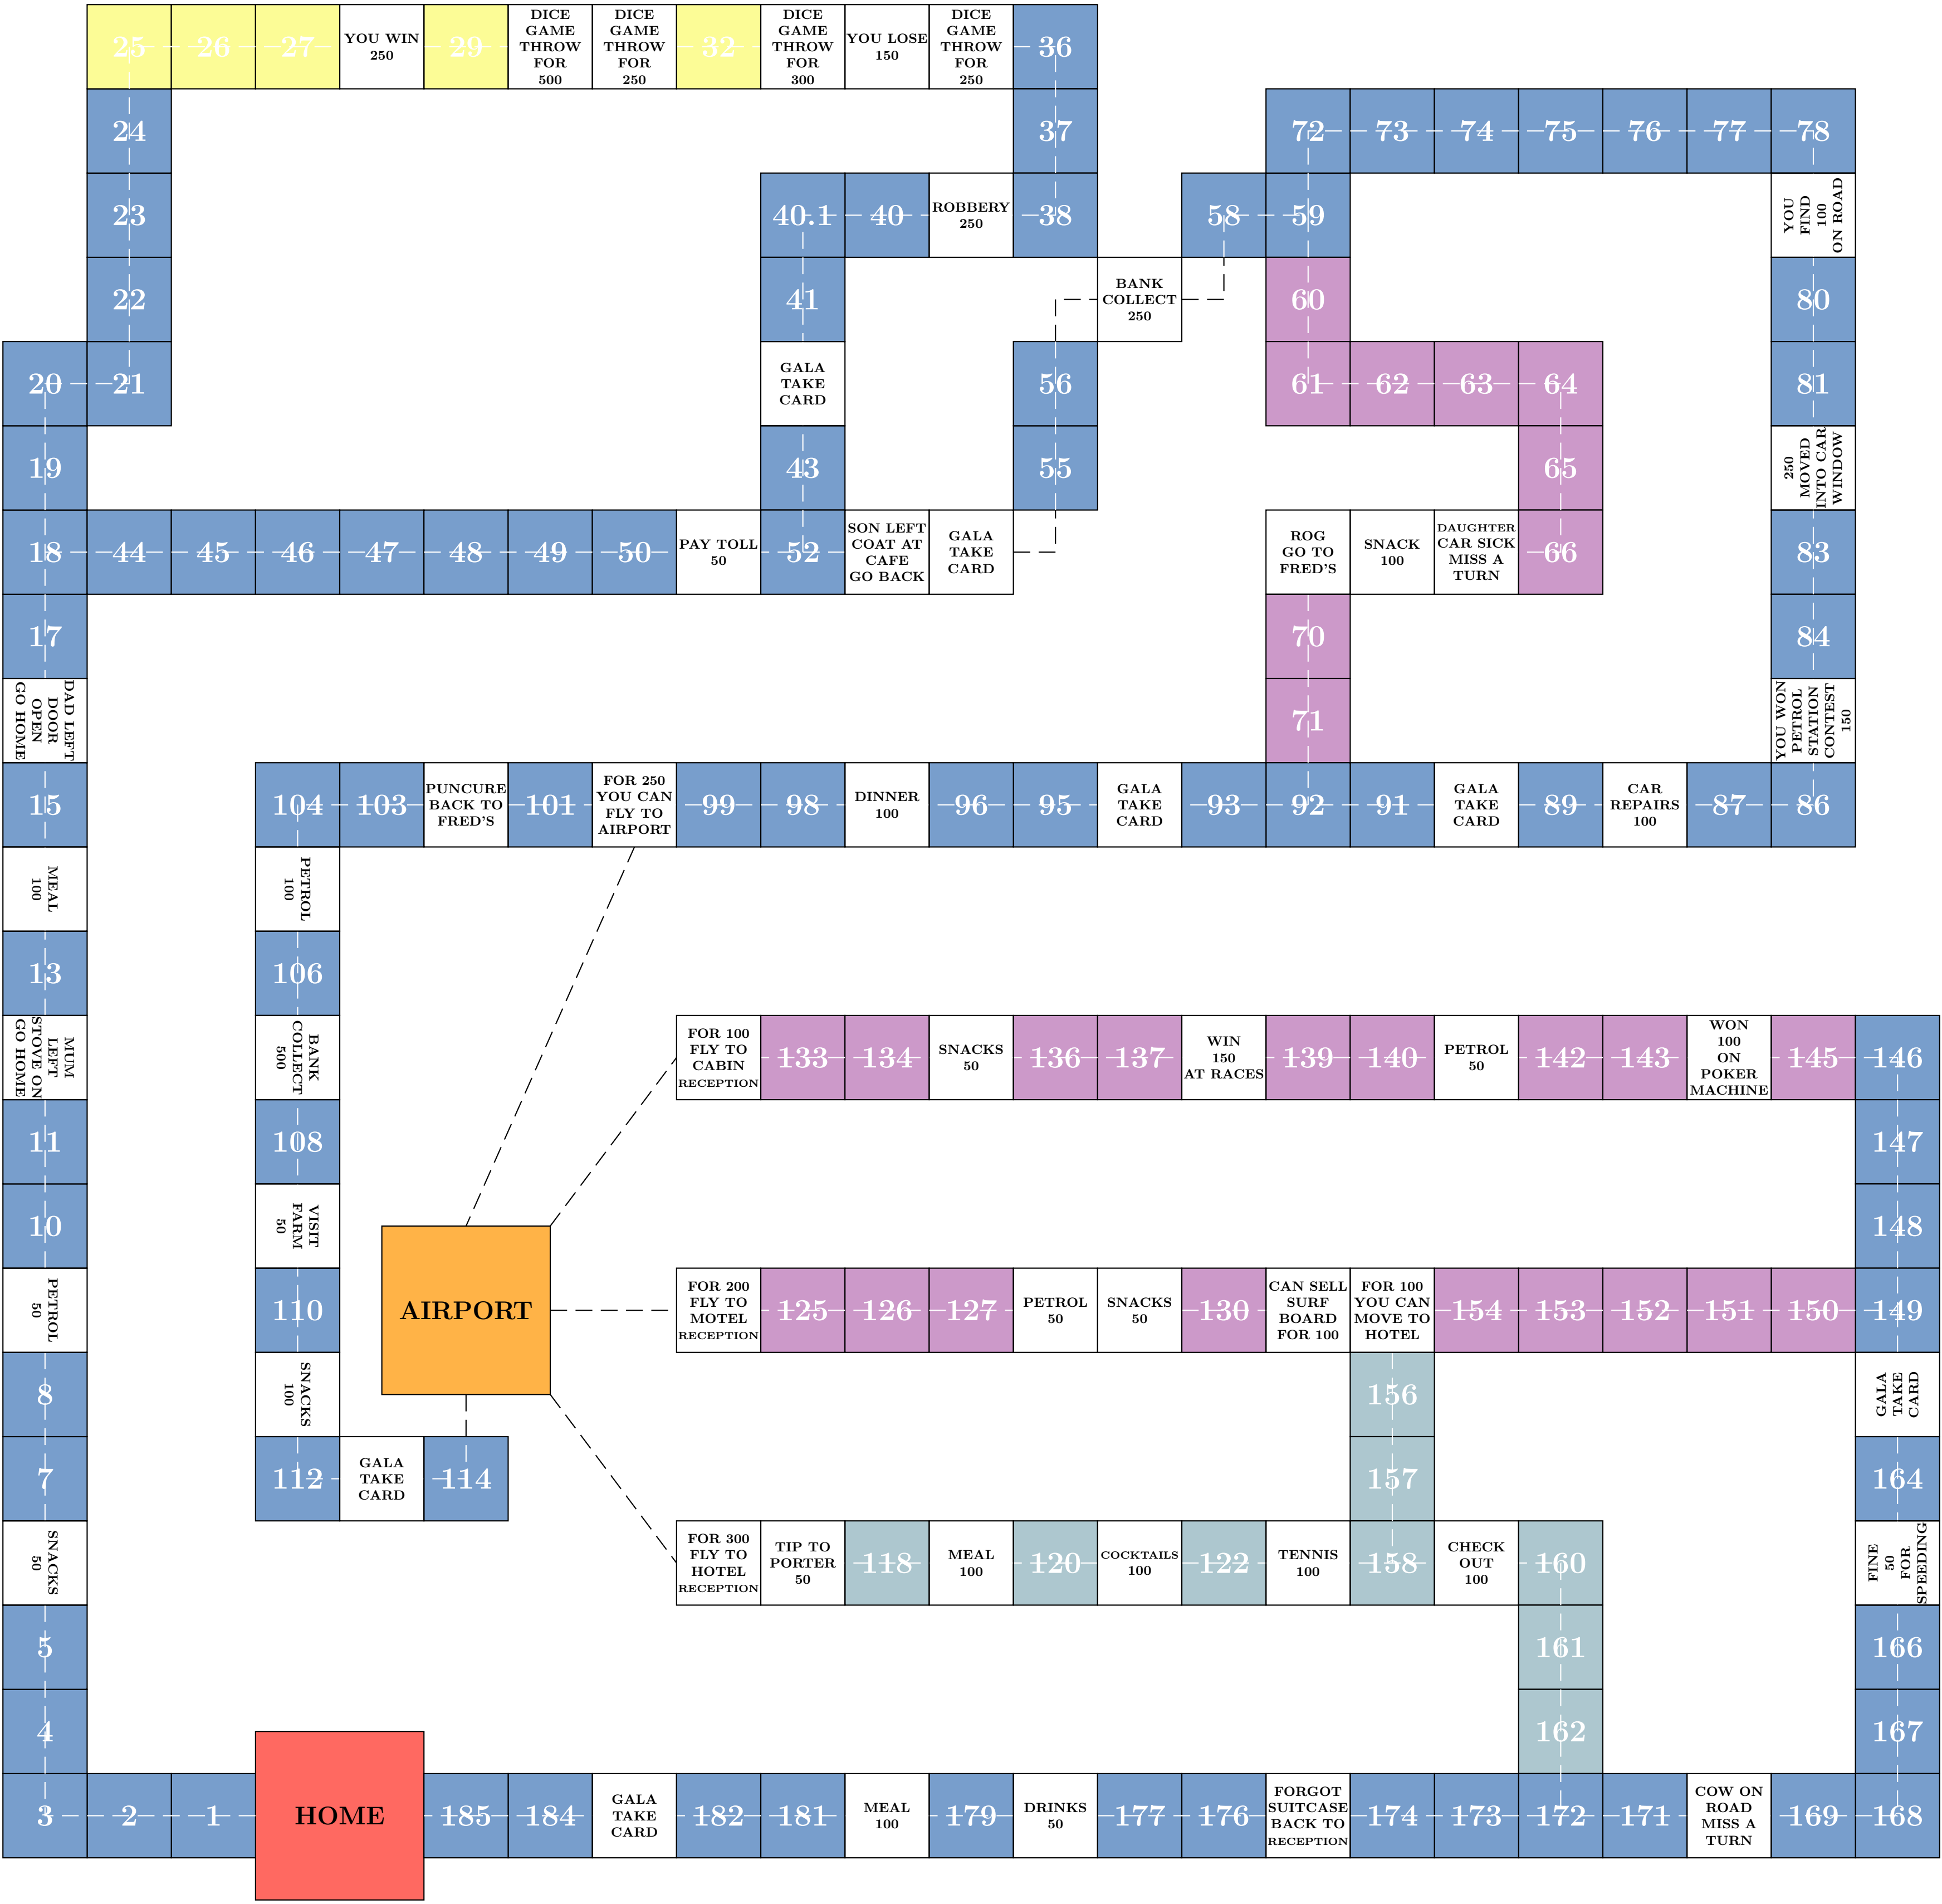 25
26
27
YOU WIN
250
29
DICE
GAME
THROW
FOR
500
DICE
GAME
THROW
FOR
250
32
DICE
GAME
THROW
FOR
300
YOU LOSE
150
DICE
GAME
THROW
FOR
250
36
24
37
72
73
74
75
76
77
78
23
40.1
40
ROBBERY
250
38
58
59
YOU
FIND
100
ON ROAD
22
41
BANK
COLLECT
250
60
80
20
21
GALA
TAKE
CARD
56
61
62
63
64
81
19
43
55
65
250
MOVED
INTO CAR
WINDOW
18
44
45
46
47
48
49
50
PAY TOLL
50
52
SON LEFT
COAT AT
CAFE
GO BACK
GALA
TAKE
CARD
ROG
GO TO
FRED'S
SNACK
100
DAUGHTER
CAR SICK
MISS A
TURN
66
83
17
70
84
DAD LEFT
DOOR
OPEN
GO HOME
71
YOU WON
PETROL
STATION
CONTEST
150
15
104
103
PUNCURE
BACK TO
FRED'S
101
FOR 250
YOU CAN
FLY TO
AIRPORT
99
98
DINNER
100
96
95
GALA
TAKE
CARD
93
92
91
GALA
TAKE
CARD
89
CAR
REPAIRS
100
87
86
MEAL
100
PETROL
100
13
106
MUM
LEFT
STOVE ON
GO HOME
BANK
COLLECT
500
FOR 100
FLY TO
CABIN
RECEPTION
133
134
SNACKS
50
136
137
WIN
150
AT RACES
139
140
PETROL
50
142
143
WON
100
ON
POKER
MACHINE
145
146
11
108
147
10
VISIT
FARM
50
148
PETROL
50
110
AIRPORT
FOR 200
FLY TO
MOTEL
RECEPTION
125
126
127
PETROL
50
SNACKS
50
130
CAN SELL
SURF
BOARD
FOR 100
FOR 100
YOU CAN
MOVE TO
HOTEL
154
153
152
151
150
149
8
SNACKS
100
156
GALA
TAKE
CARD
7
112
GALA
TAKE
CARD
114
157
164
SNACKS
50
FOR 300
FLY TO
HOTEL
RECEPTION
TIP TO
PORTER
50
118
MEAL
100
120
COCKTAILS
100
122
TENNIS
100
158
CHECK
OUT
100
160
FINE
50
FOR
SPEEDING
5
161
166
4
162
167
3
2
1
HOME
185
184
GALA
TAKE
CARD
182
181
MEAL
100
179
DRINKS
50
177
176
FORGOT
SUITCASE
BACK TO
RECEPTION
174
173
172
171
COW ON
ROAD
MISS A
TURN
169
168